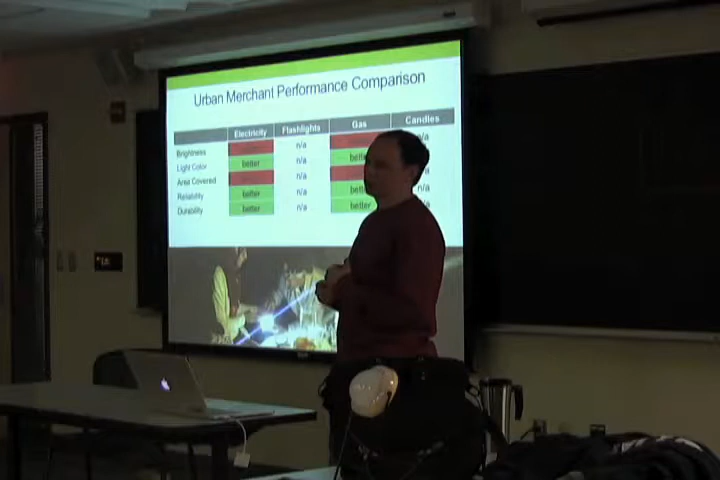 Urban Merchant Performance Comparison
Electricity Flashlights Gas Candles
Brightness n/a n/a
Light Color better n/a
Area Covered n/a
Reliability better n/a n/a
Durability better n/a better